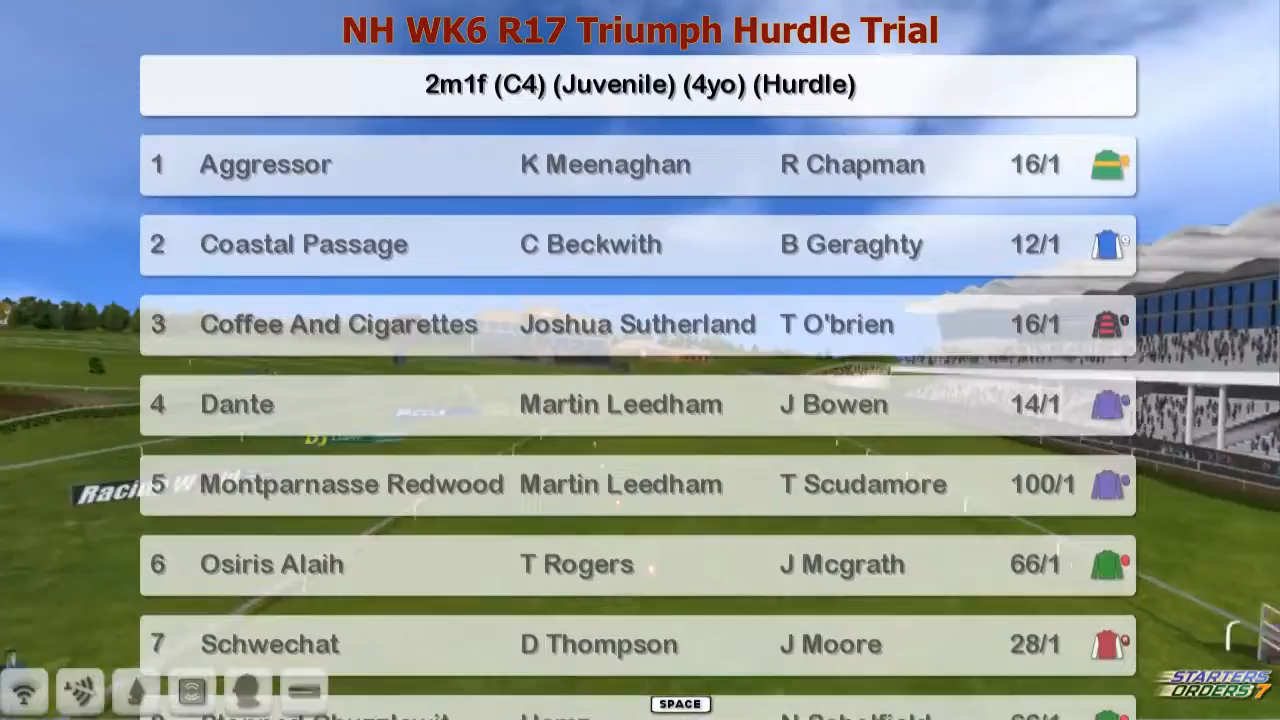 NH WK6 R17 Triumph Hurdle Trial
2m1f (C4) (Juvenile) (4yo) (Hurdle)
1 Aggressor K Meenaghan R Chapman 16/1
2 Coastal Passage C Beckwith B Geraghty 12/1
3 Coffee And Cigarettes Joshua Sutherland T O'brien 16/1
4 Dante Martin Leedham J Bowen 14/1
5 Montparnasse Redwood Martin Leedham T Scudamore 100/1
6 Osiris Alaih T Rogers J Mcgrath 66/1
7 Schwechat D Thompson J Moore 28/1
SPACE
STARTERS
ORDERS 7